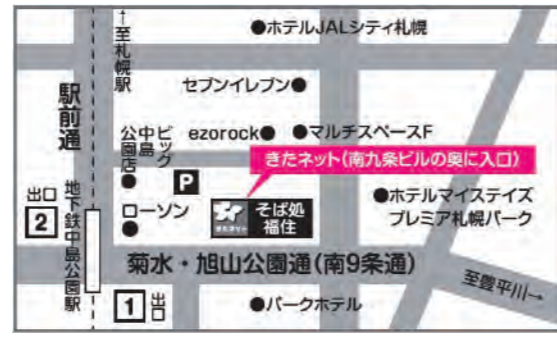 ↑至札幌駅
●ホテルJALシティ札幌
セブンイレブン●
駅前通
ビッグ
中島
公園店
●
ezorock●
●マルチスペースF
きたネット(南九条ビルの奥に入口)
P
出口
2
地下鉄中島公園駅
ローソン
●
きたネット
そば処
福住
●ホテルマイステイズ
プレミア札幌パーク
菊水・旭山公園通(南9条通)
至豊平川→
1
出口
●パークホテル